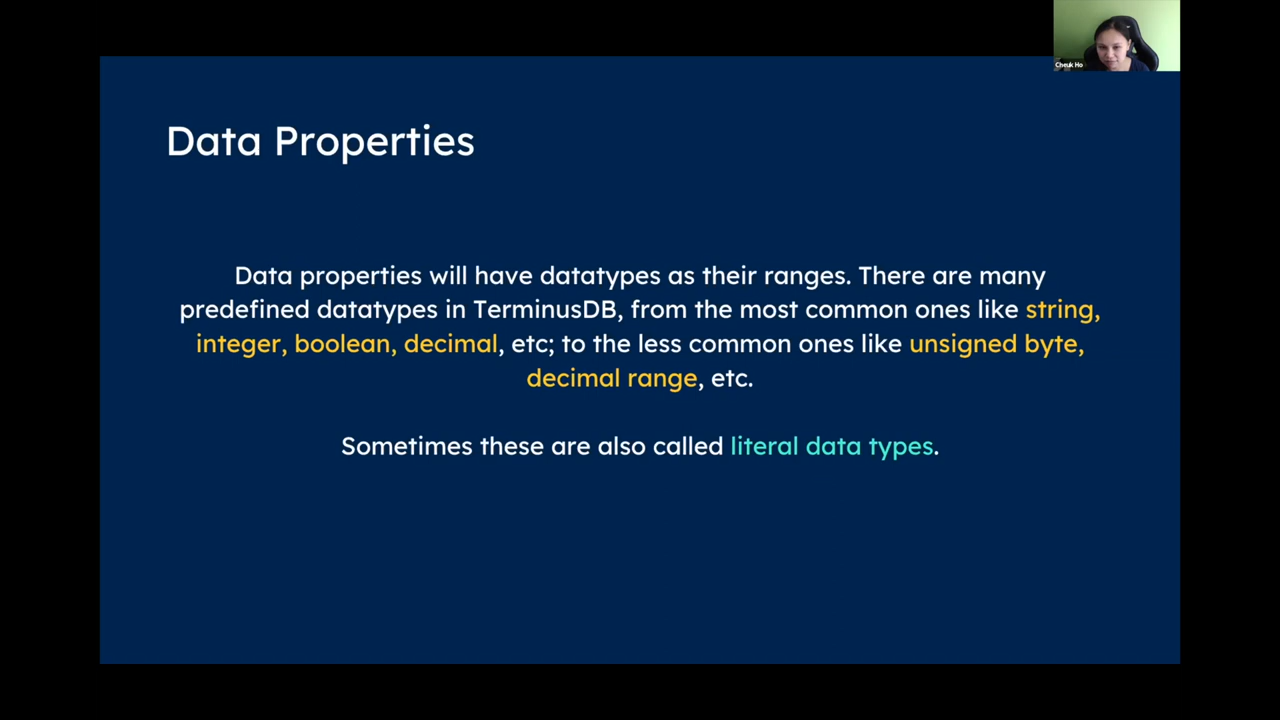 Cheuk Ho
Data Properties
Data properties will have datatypes as their ranges. There are many
predefined datatypes in TerminusDB, from the most common ones like string,
integer, boolean, decimal, etc; to the less common ones like unsigned byte,
decimal range, etc.
Sometimes these are also called literal data types.